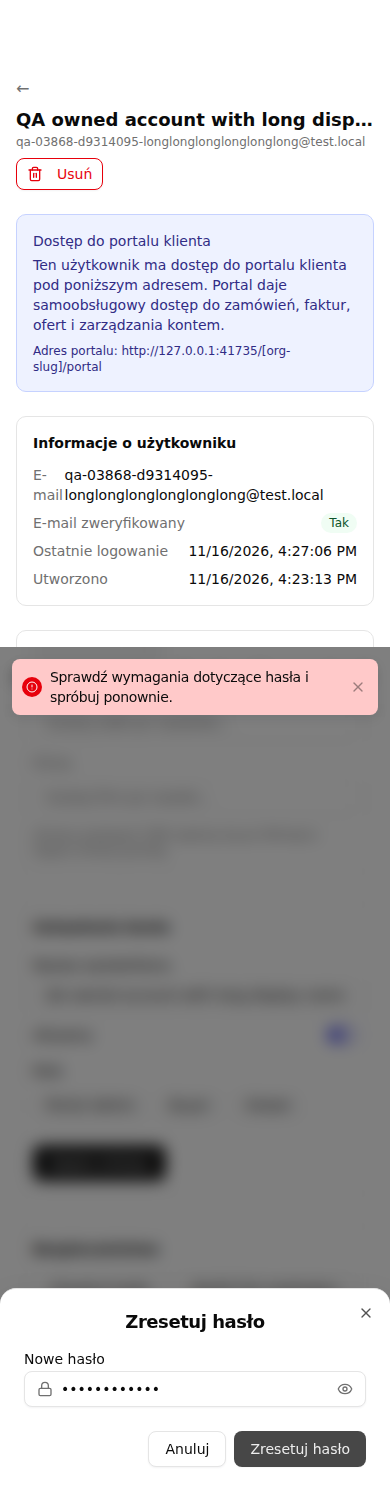 ←
QA owned account with long disp…
qa-03868-d9314095-longlonglonglonglonglong@test.local
Usuń
Dostęp do portalu klienta
Ten użytkownik ma dostęp do portalu klienta
pod poniższym adresem. Portal daje
samoobsługowy dostęp do zamówień, faktur,
ofert i zarządzania kontem.
Adres portalu: http://127.0.0.1:41735/[org-
slug]/portal
Informacje o użytkowniku
E-
mail
qa-03868-d9314095-
longlonglonglonglonglong@test.local
E-mail zweryfikowany Tak
Ostatnie logowanie 11/16/2026, 4:27:06 PM
Utworzono 11/16/2026, 4:23:13 PM
Sprawdź wymagania dotyczące hasła i
spróbuj ponownie.
Zresetuj hasło
Nowe hasło
••••••••••••
Anuluj Zresetuj hasło